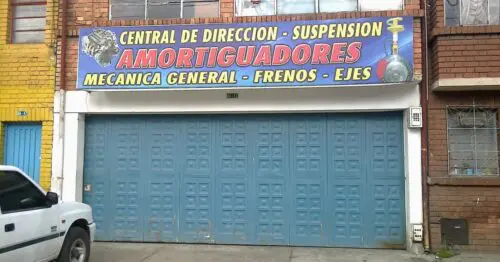 CENTRAL DE DIRECCION - SUSPENSION
AMORTIGUADORES
MECANICA GENERAL - FRENOS - EJES